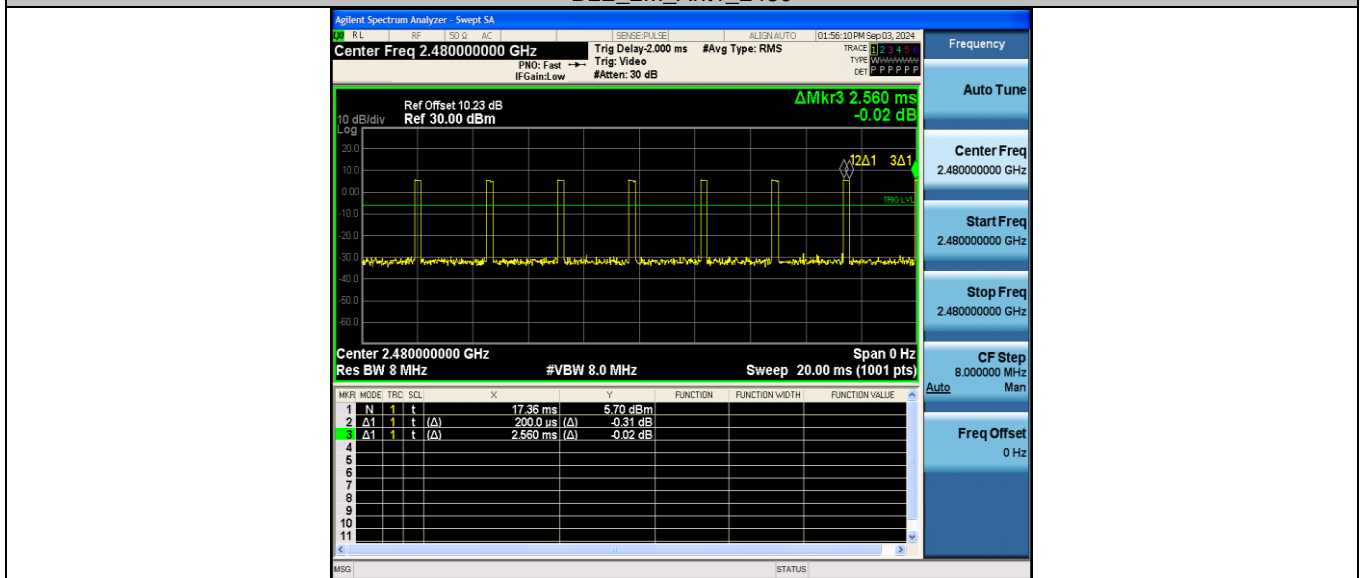 Agilent Spectrum Analyzer - Swept SA
RL RF 50 Ω AC SENSE:PULSE ALIGN AUTO 01:56:10 PM Sep 03, 2024
Center Freq 2.480000000 GHz
PNO: Fast
IFGain:Low
Trig Delay-2.000 ms
Trig: Video
#Atten: 30 dB
#Avg Type: RMS
TRACE 1 2 3 4 5 6
TYPE W
DET P P P P P P
ΔMkr3 2.560 ms
-0.02 dB
Ref Offset 10.23 dB
10 dB/div Ref 30.00 dBm
Log
20.0
10.0
0.00
-10.0
-20.0
-30.0
-40.0
-50.0
-60.0
12Δ1 3Δ1
TRIG LVL
Center 2.480000000 GHz Span 0 Hz
Res BW 8 MHz #VBW 8.0 MHz Sweep 20.00 ms (1001 pts)
MKR MODE TRC SCL X Y FUNCTION FUNCTION WIDTH FUNCTION VALUE
1 N 1 t 17.36 ms 5.70 dBm
2 Δ1 1 t (Δ) 200.0 µs (Δ) -0.31 dB
3 Δ1 1 t (Δ) 2.560 ms (Δ) -0.02 dB
4
5
6
7
8
9
10
11
MSG STATUS
Frequency
Auto Tune
Center Freq
2.480000000 GHz
Start Freq
2.480000000 GHz
Stop Freq
2.480000000 GHz
CF Step
8.000000 MHz
Auto Man
Freq Offset
0 Hz